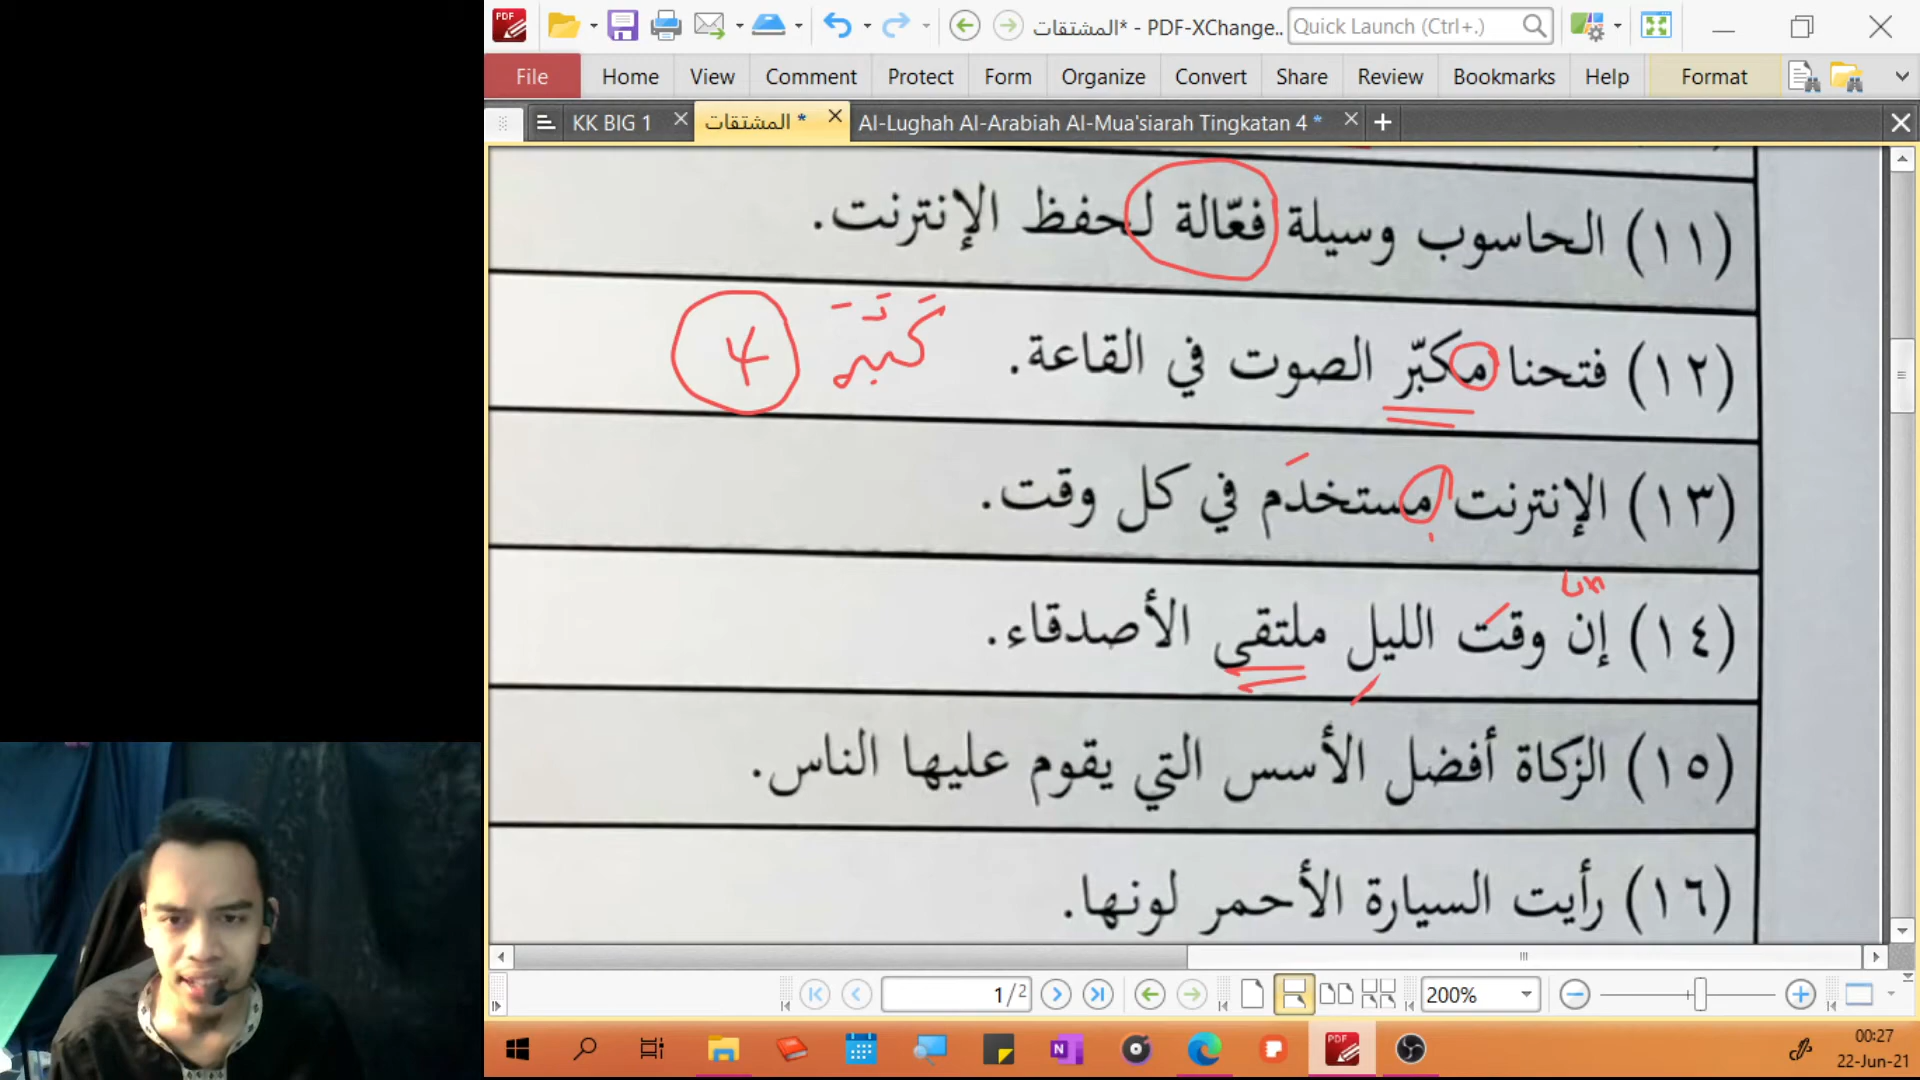 المشتقات* - PDF-XChange..
Quick Launch (Ctrl+.)
File Home View Comment Protect Form Organize Convert Share Review Bookmarks Help Format
KK BIG 1
المشتقات *
Al-Lughah Al-Arabiah Al-Mua'siarah Tingkatan 4 *
(١١) الحاسوب وسيلة فعّالة لحفظ الإنترنت.
(١٢) فتحنا مكبّر الصوت في القاعة.
كَبَّرَ
٤
(١٣) الإنترنت مستخدَم في كل وقت.
(١٤) إن وقت الليل ملتقى الأصدقاء.
(١٥) الزكاة أفضل الأسس التي يقوم عليها الناس.
(١٦) رأيت السيارة الأحمر لونها.
1/2
200%
00:27
22-Jun-21